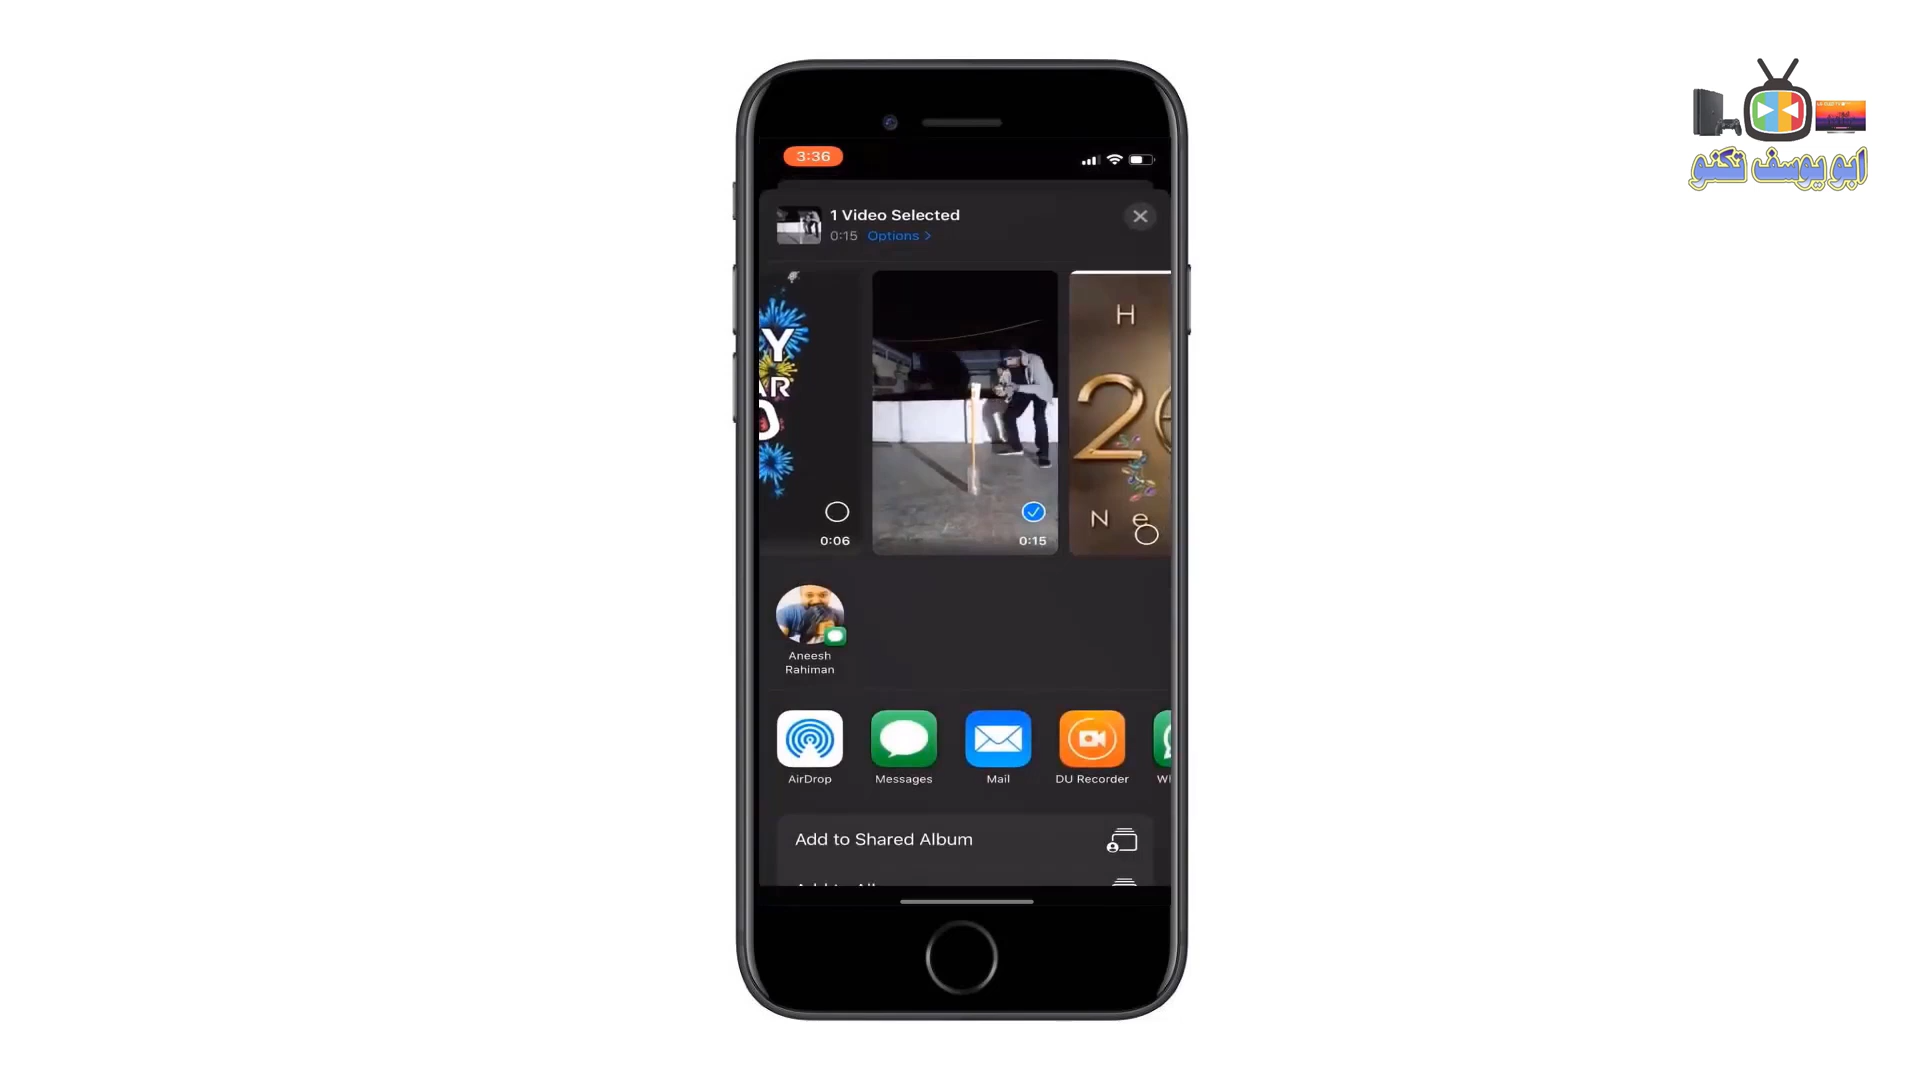 ابو يوسف تكنو
3:36
1 Video Selected
0:15 Options >
Y
AR
H
20
N e
0:06
0:15
Aneesh
Rahiman
AirDrop
Messages
Mail
DU Recorder
Add to Shared Album